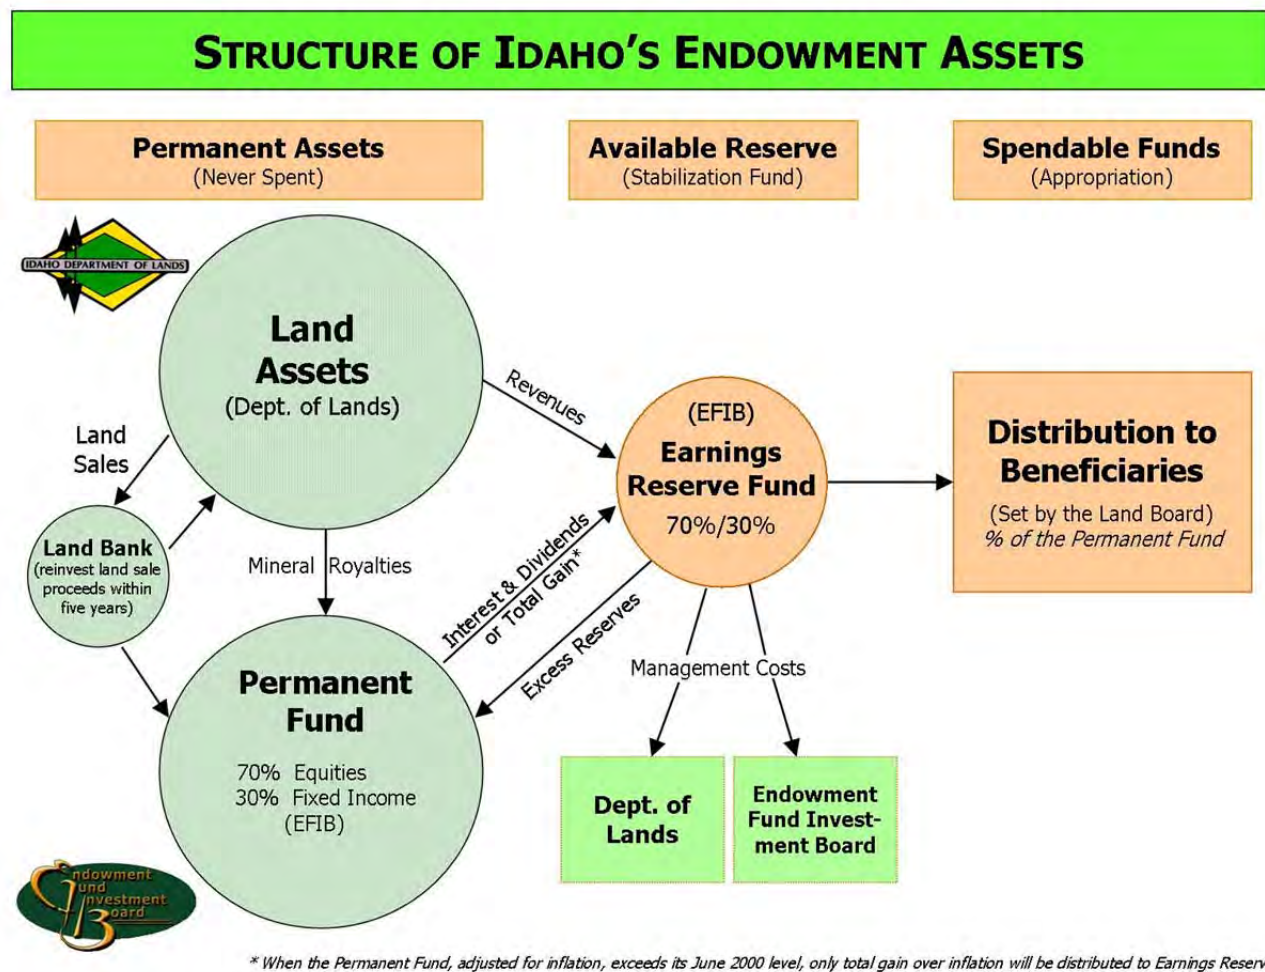 STRUCTURE OF IDAHO'S ENDOWMENT ASSETS
Permanent Assets
(Never Spent)
Available Reserve
(Stabilization Fund)
Spendable Funds
(Appropriation)
IDAHO DEPARTMENT OF LANDS
Land
Assets
(Dept. of Lands)
Revenues
Land
Sales
Land Bank
(reinvest land sale
proceeds within
five years)
Mineral Royalties
(EFIB)
Earnings
Reserve Fund
70%/30%
Distribution to
Beneficiaries
(Set by the Land Board)
% of the Permanent Fund
Interest & Dividends
or Total Gain*
Excess Reserves
Management Costs
Permanent
Fund
70% Equities
30% Fixed Income
(EFIB)
Dept. of
Lands
Endowment
Fund Invest-
ment Board
Endowment
Fund
Investment
Board
* When the Permanent Fund, adjusted for inflation, exceeds its June 2000 level, only total gain over inflation will be distributed to Earnings Reserv